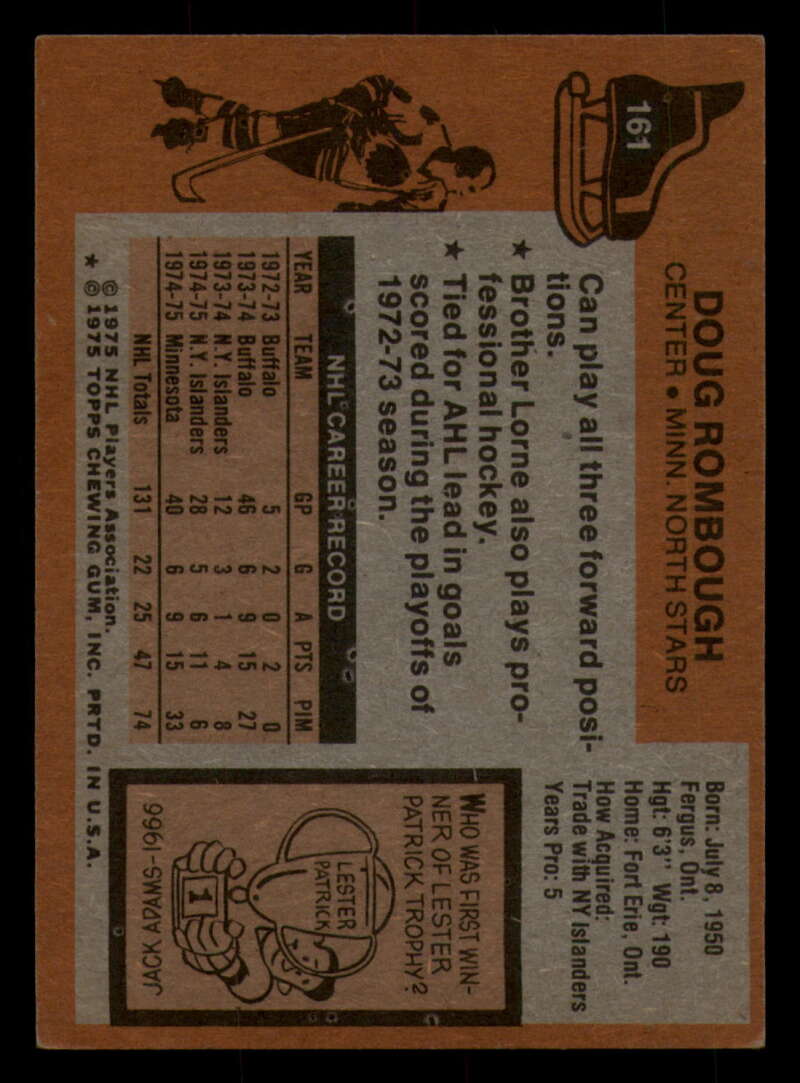 161
DOUG ROMBOUGH
CENTER • MINN. NORTH STARS
Born: July 8, 1950
Fergus, Ont.
Hgt: 6'3" Wgt: 190
Home: Fort Erie, Ont.
How Acquired:
Trade with NY Islanders
Years Pro: 5
Can play all three forward posi-
tions.
★ Brother Lorne also plays pro-
fessional hockey.
★ Tied for AHL lead in goals
scored during the playoffs of
1972-73 season.
NHL CAREER RECORD
YEAR TEAM GP G A PTS PIM
1972-73 Buffalo 5 2 0 2 0
1973-74 Buffalo 46 6 9 15 27
1973-74 N.Y. Islanders 12 3 1 4 8
1974-75 N.Y. Islanders 28 5 6 11 6
1974-75 Minnesota 40 6 9 15 33
NHL Totals 131 22 25 47 74
© 1975 NHL Players Association.
★ © 1975 TOPPS CHEWING GUM, INC. PRTD. IN U.S.A.
WHO WAS FIRST WIN-
NER OF LESTER
PATRICK TROPHY?
LESTER
PATRICK
1
JACK ADAMS-1966